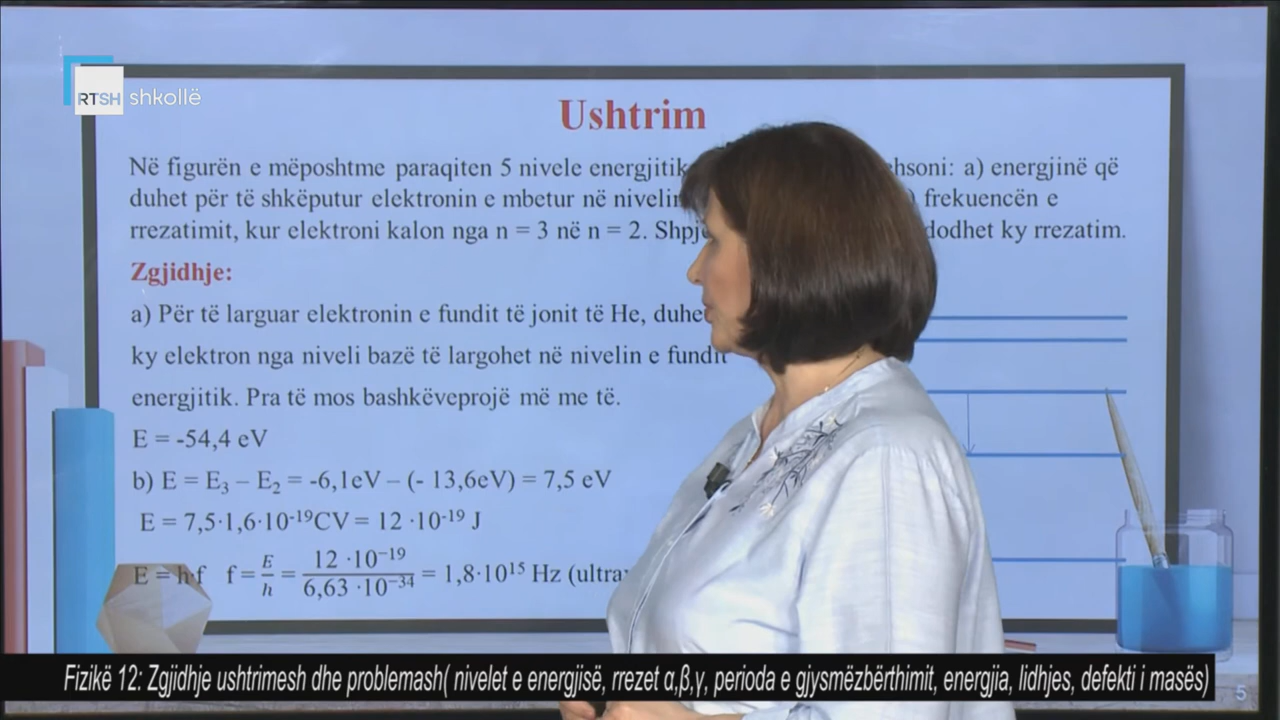 RTSH shkollë
Ushtrim
Në figurën e mëposhtme paraqiten 5 nivele a) energjinë që
duhet për të shkëputur elektronin e mbetur në frekuencën e
rrezatimit, kur elektroni kalon nga n = 3 në n = 2. ky rrezatim.
Zgjidhje:
a) Për të larguar elektronin e fundit të jonit të He,
ky elektron nga niveli bazë të largohet në nivelin e fundit
energjitik. Pra të mos bashkëveprojë më me të.
E = -54,4 eV
b) E = E₃ – E₂ = -6,1eV – (- 13,6eV) = 7,5 eV
E = 7,5·1,6·10⁻¹⁹CV = 12 ·10⁻¹⁹ J
E = h·f f = E/h = 12 ·10⁻¹⁹/6,63 ·10⁻³⁴ = 1,8·10¹⁵ Hz
Fizikë 12: Zgjidhje ushtrimesh dhe problemash( nivelet e energjisë, rrezet α,β,γ, perioda e gjysmëzbërthimit, energjia, lidhjes, defekti i masës)
5